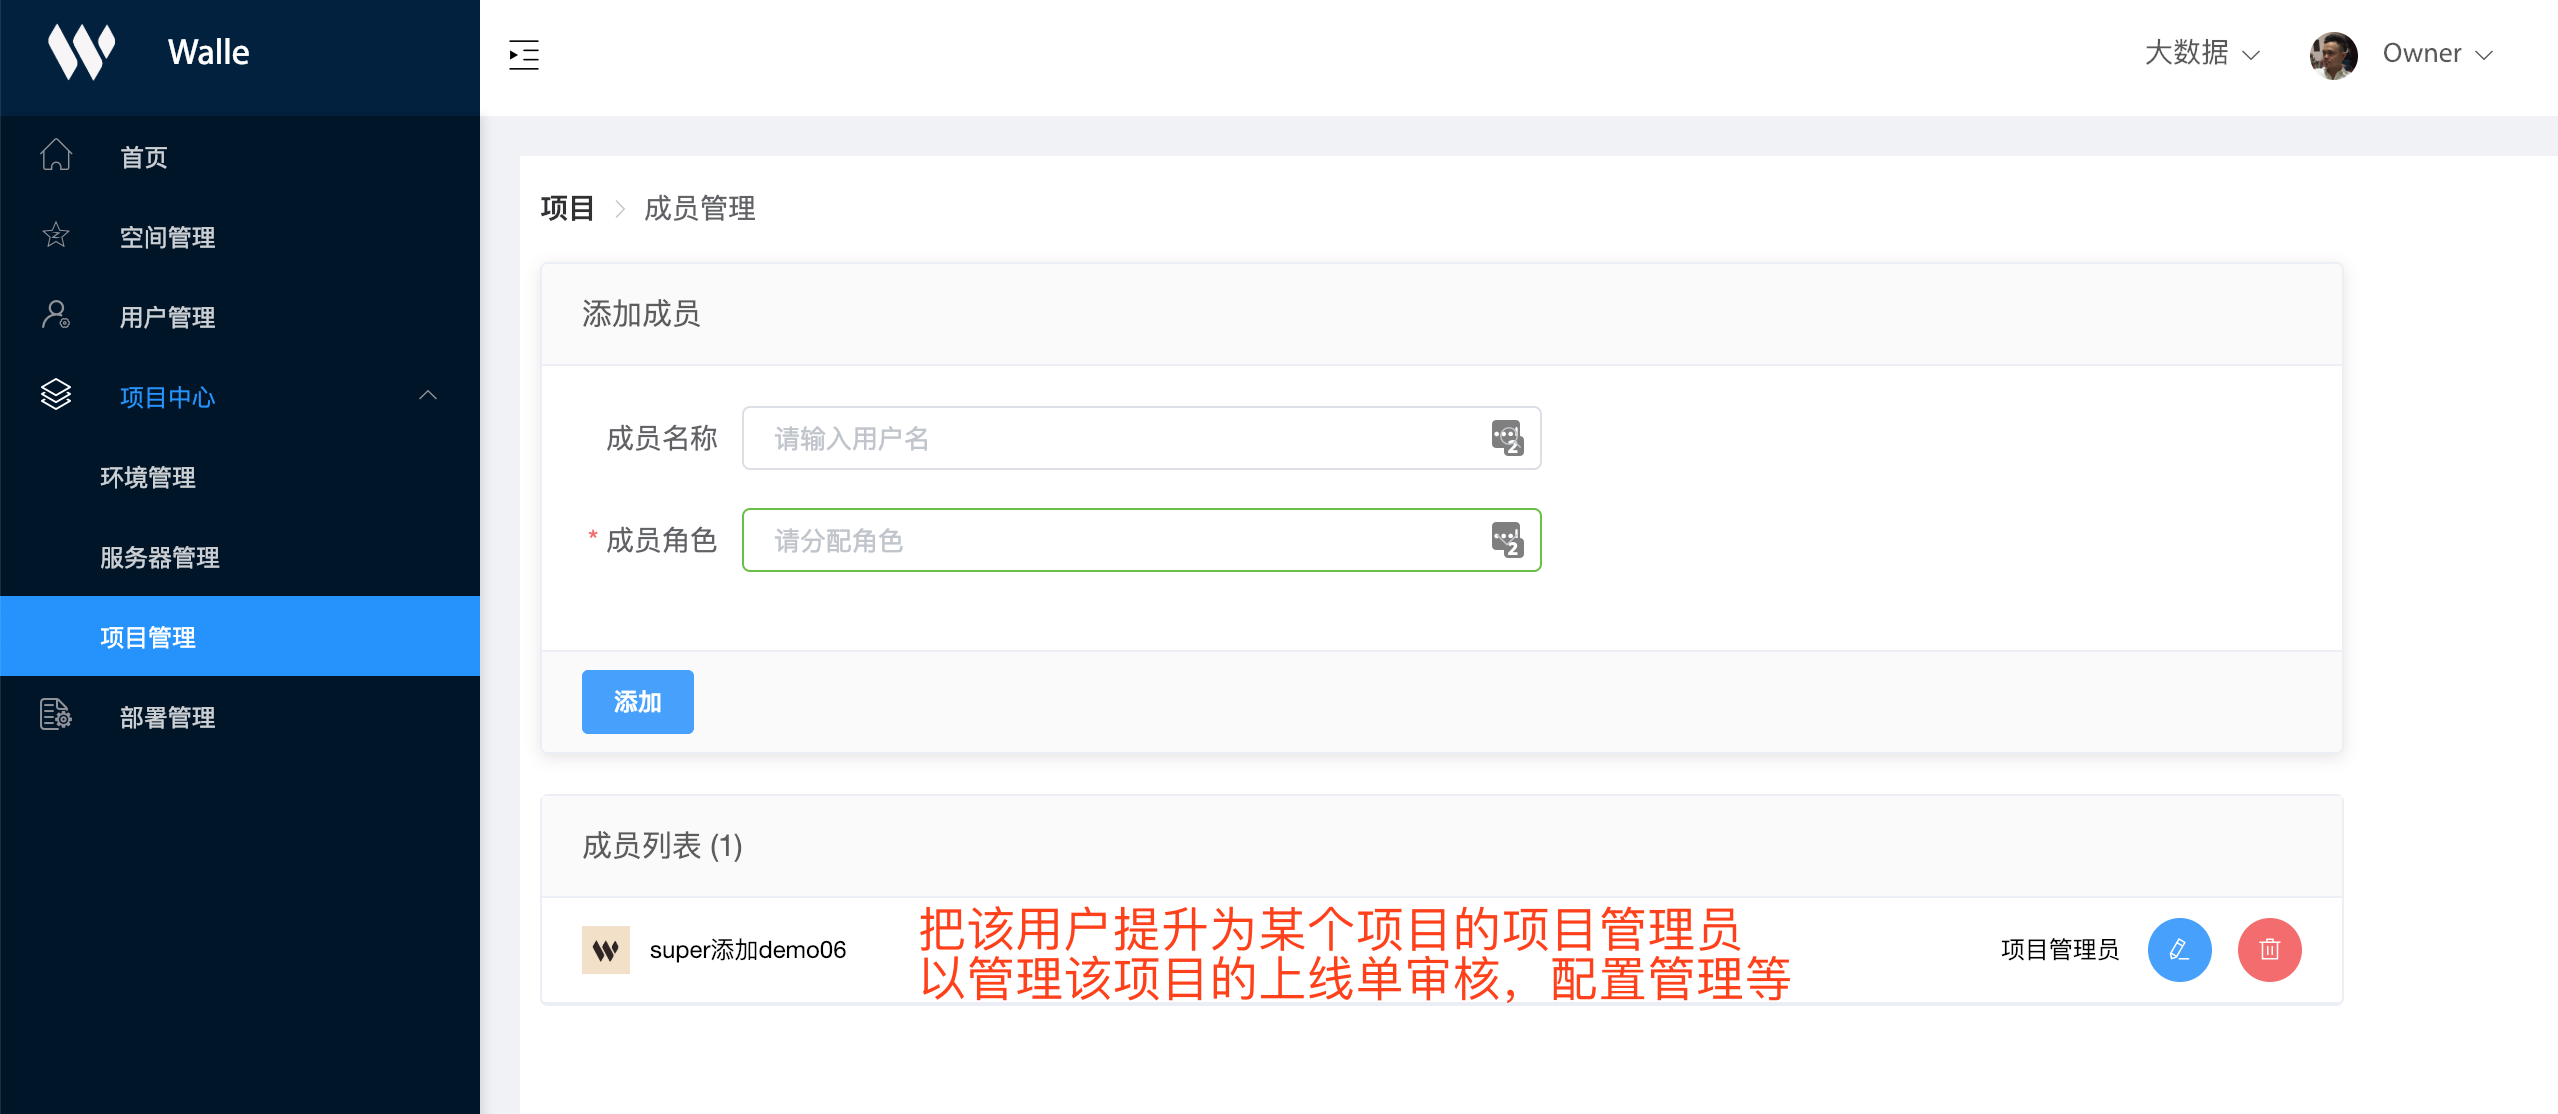 Walle
大数据
Owner
首页
空间管理
用户管理
项目中心
环境管理
服务器管理
项目管理
部署管理
项目 > 成员管理
添加成员
成员名称
请输入用户名
2
* 成员角色
请分配角色
2
添加
成员列表 (1)
super添加demo06
把该用户提升为某个项目的项目管理员
以管理该项目的上线单审核，配置管理等
项目管理员